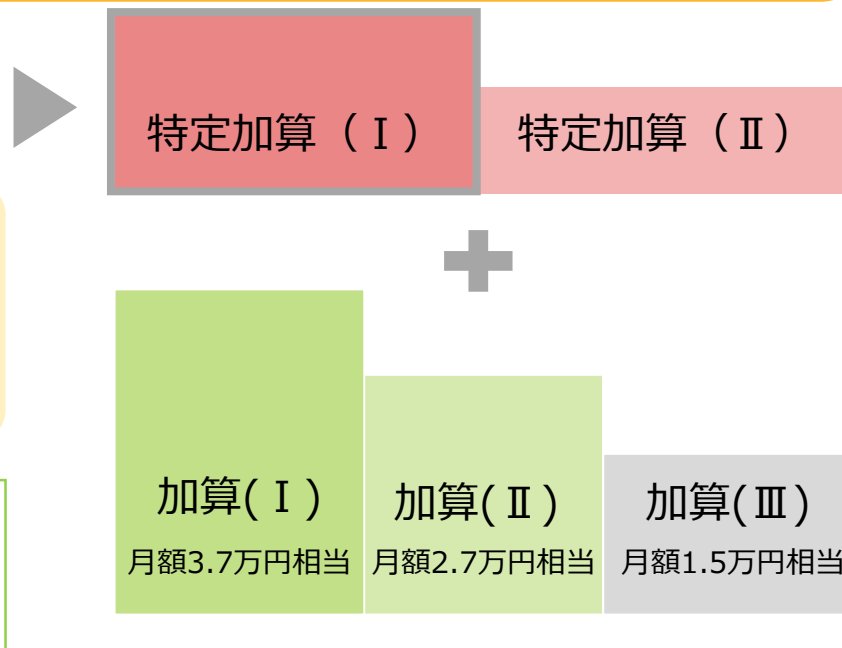 特定加算（Ⅰ）
特定加算（Ⅱ）
加算(Ⅰ)
月額3.7万円相当
加算(Ⅱ)
月額2.7万円相当
加算(Ⅲ)
月額1.5万円相当